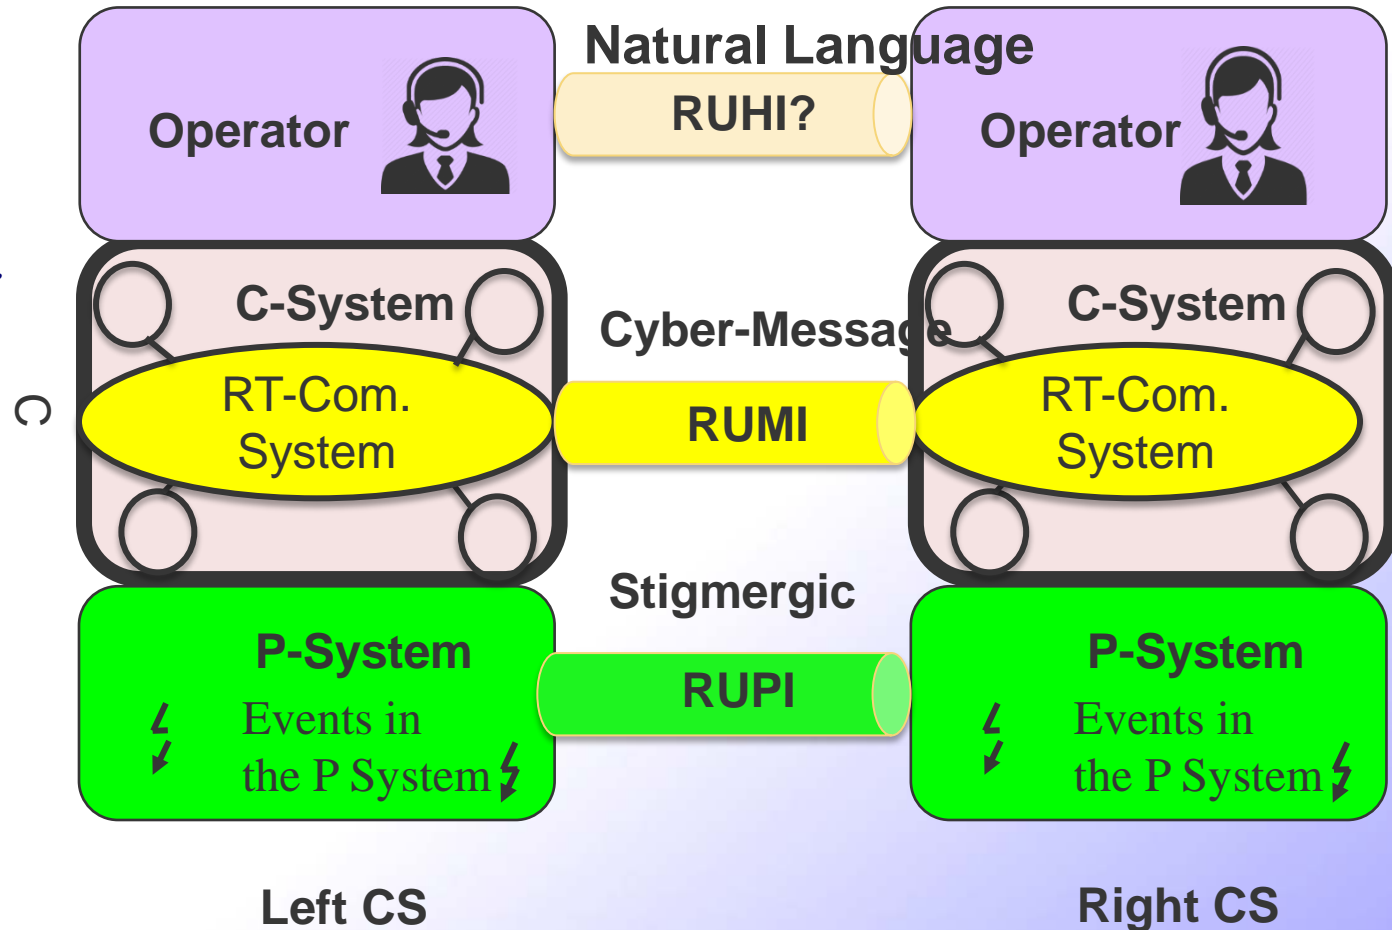 Natural Language
Operator
RUHI?
Operator
C-System
Cyber-Message
C-System
RT-Com.
System
RUMI
RT-Com.
System
C
Stigmergic
P-System
RUPI
P-System
Events in
the P System
Events in
the P System
Left CS
Right CS